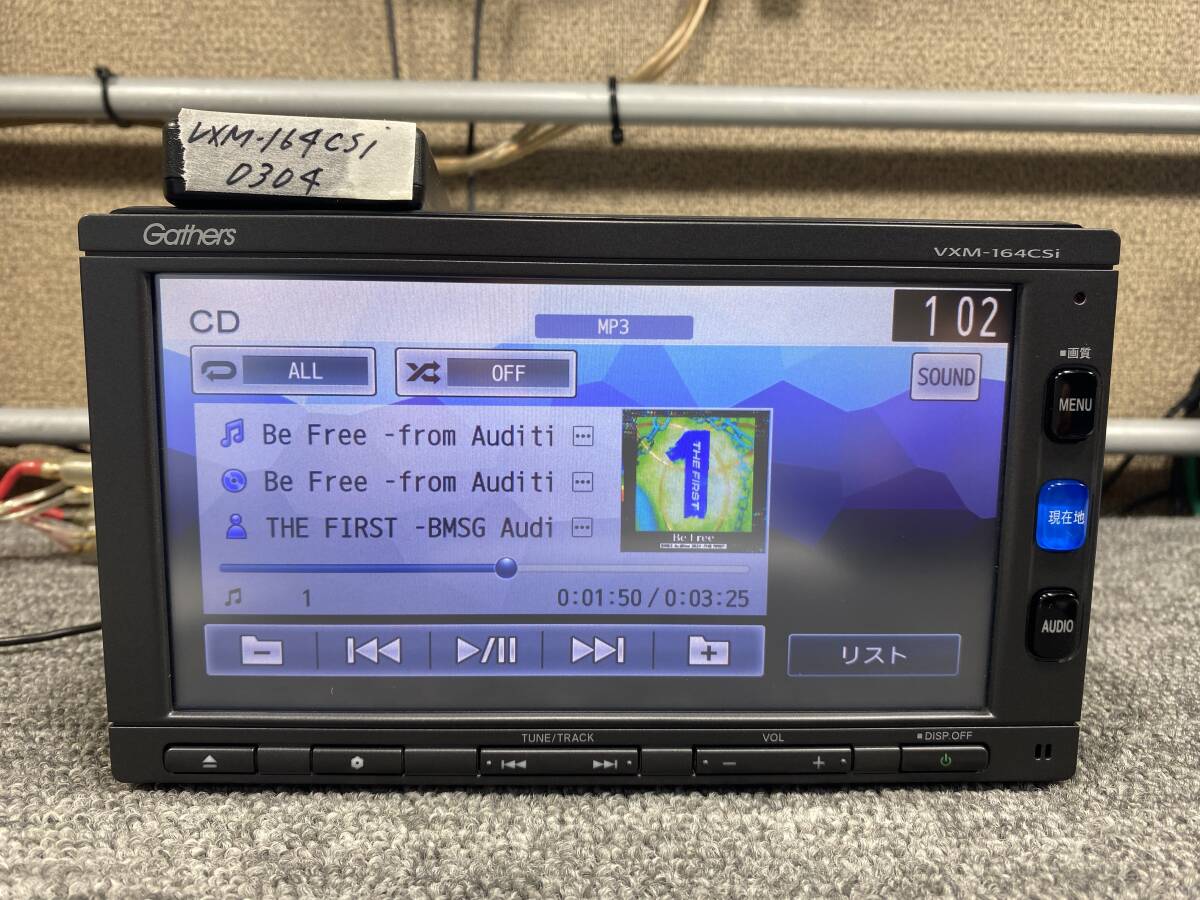 VXM-164CSi
0304
Gathers
VXM-164CSi
CD
MP3
1 02
ALL
OFF
SOUND
■画質
MENU
Be Free -from Auditi
Be Free -from Auditi
THE FIRST -BMSG Audi
1
THE FIRST
Be Free
現在地
1
0:01:50/0:03:25
AUDIO
リスト
TUNE/TRACK
VOL
■DISP.OFF